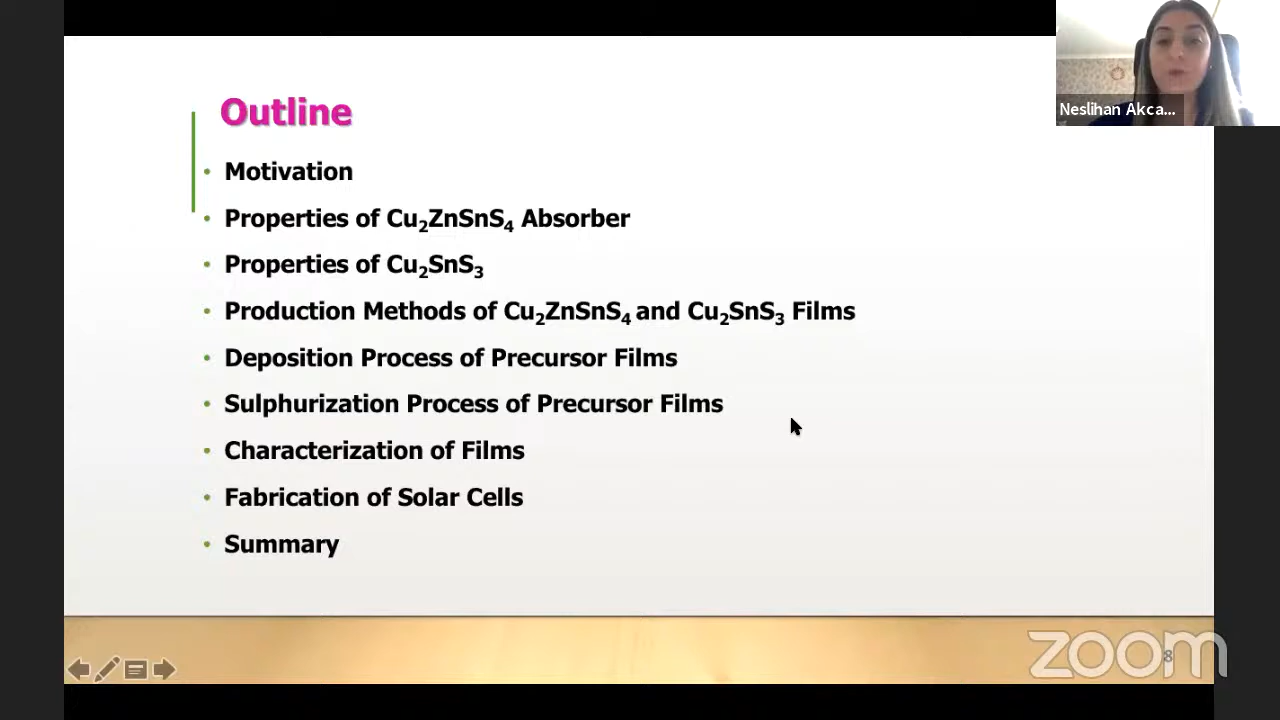 Neslihan Akca...
Outline
• Motivation
• Properties of Cu₂ZnSnS₄ Absorber
• Properties of Cu₂SnS₃
• Production Methods of Cu₂ZnSnS₄ and Cu₂SnS₃ Films
• Deposition Process of Precursor Films
• Sulphurization Process of Precursor Films
• Characterization of Films
• Fabrication of Solar Cells
• Summary
zoom
8